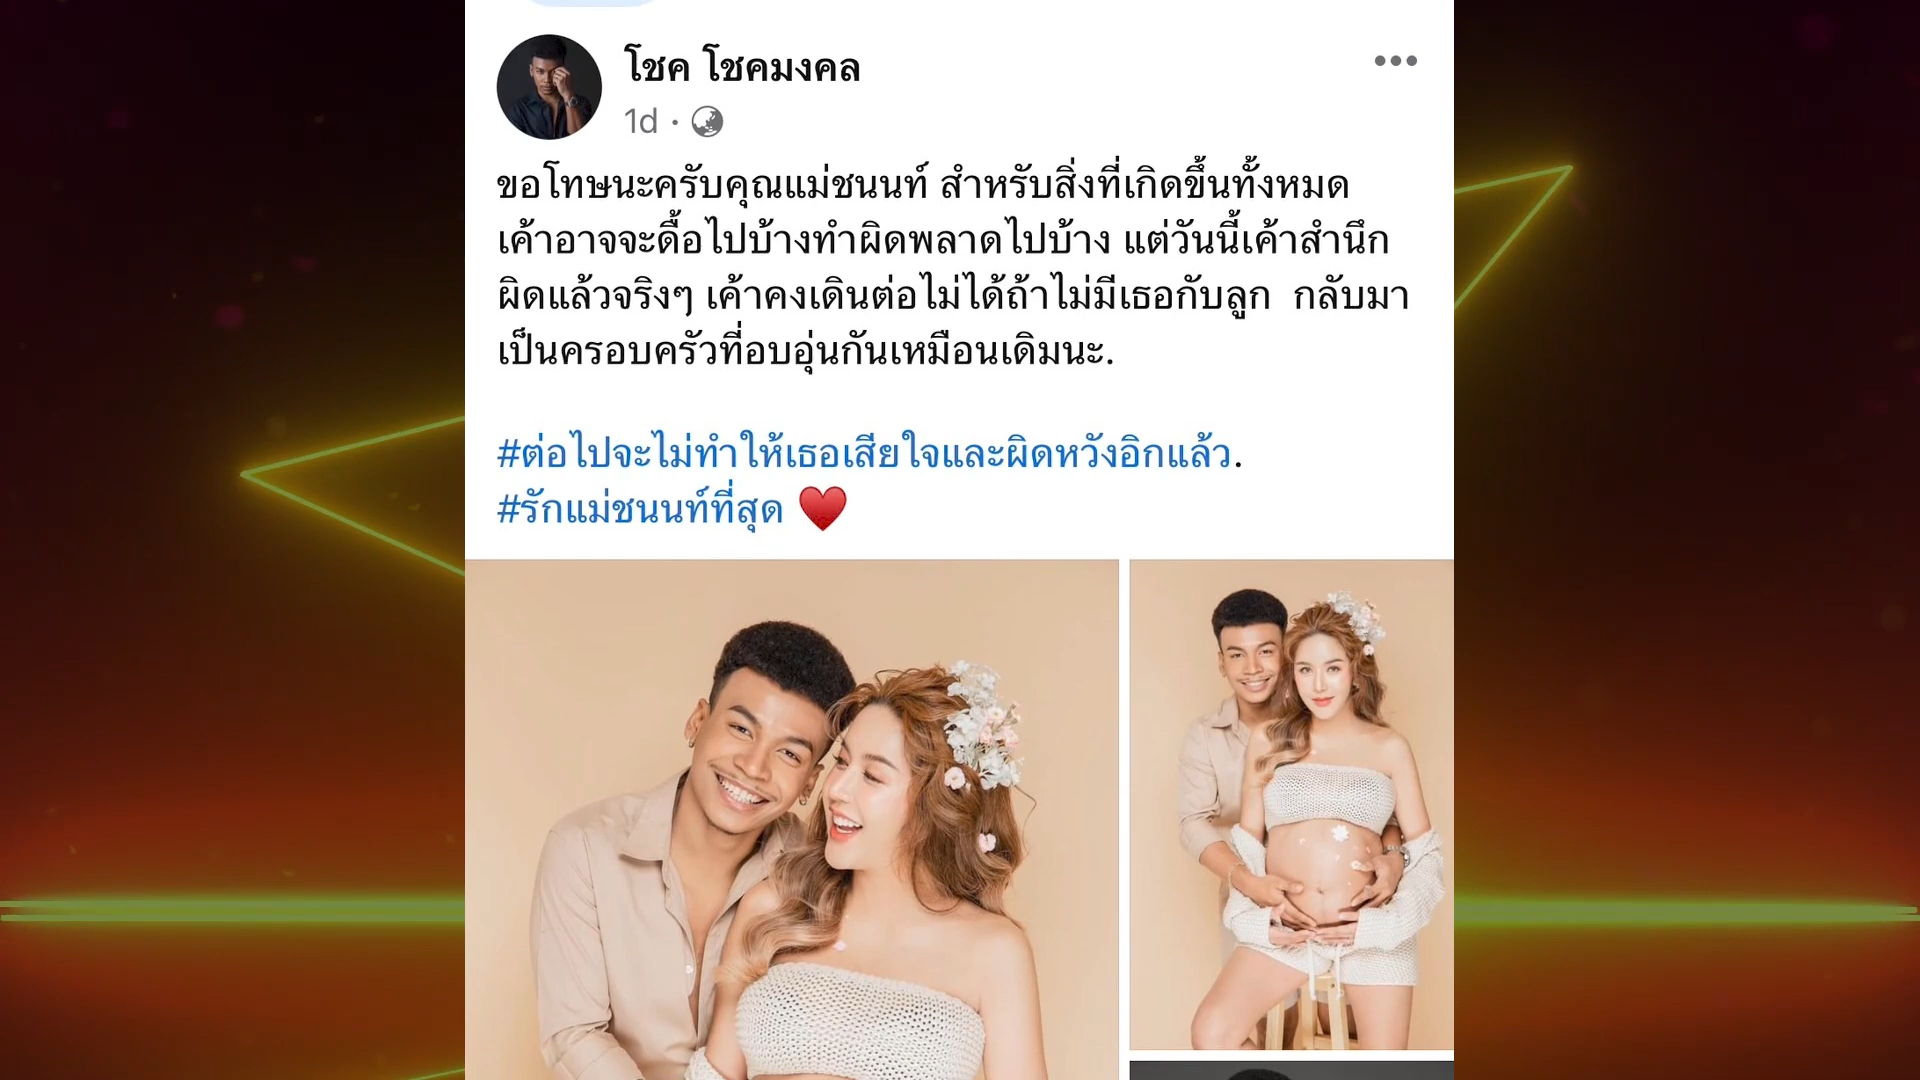 โชค โชคมงคล
1d ·
ขอโทษนะครับคุณแม่ชนนท์ สำหรับสิ่งที่เกิดขึ้นทั้งหมด
เค้าอาจจะดื้อไปบ้างทำผิดพลาดไปบ้าง แต่วันนี้เค้าสำนึก
ผิดแล้วจริงๆ เค้าคงเดินต่อไม่ได้ถ้าไม่มีเธอกับลูก กลับมา
เป็นครอบครัวที่อบอุ่นกันเหมือนเดิมนะ.
#ต่อไปจะไม่ทำให้เธอเสียใจและผิดหวังอิกแล้ว.
#รักแม่ชนนท์ที่สุด ♥️